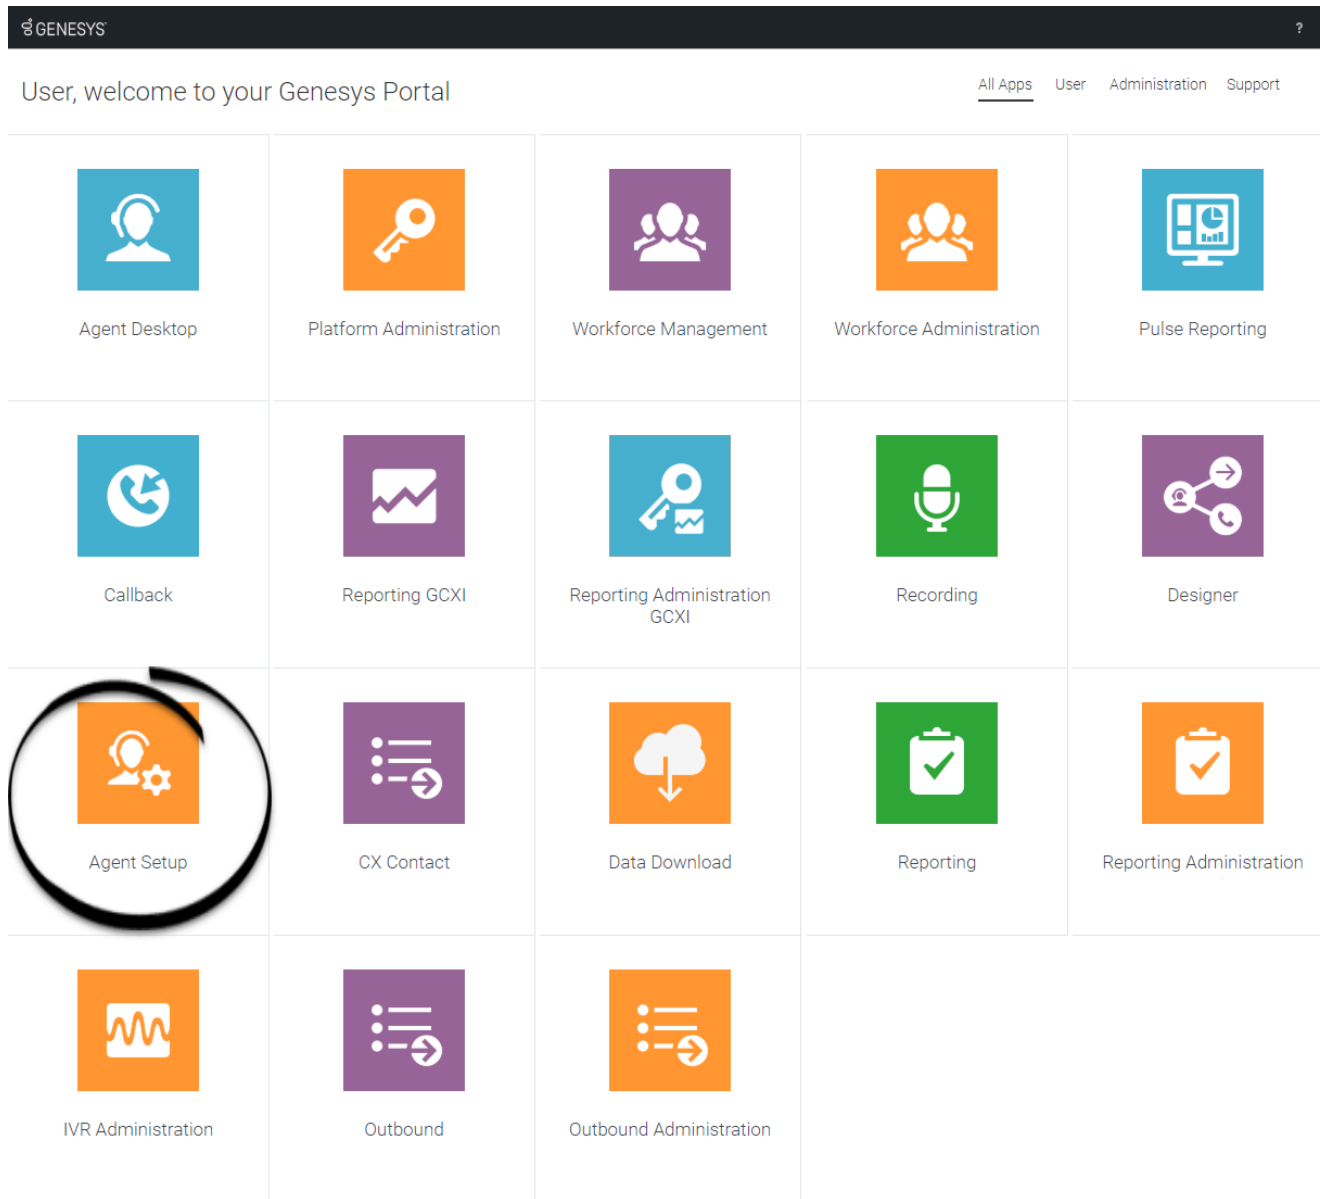 GENESYS
?
User, welcome to your Genesys Portal
All Apps User Administration Support
Agent Desktop
Platform Administration
Workforce Management
Workforce Administration
Pulse Reporting
Callback
Reporting GCXI
Reporting Administration
GCXI
Recording
Designer
Agent Setup
CX Contact
Data Download
Reporting
Reporting Administration
IVR Administration
Outbound
Outbound Administration